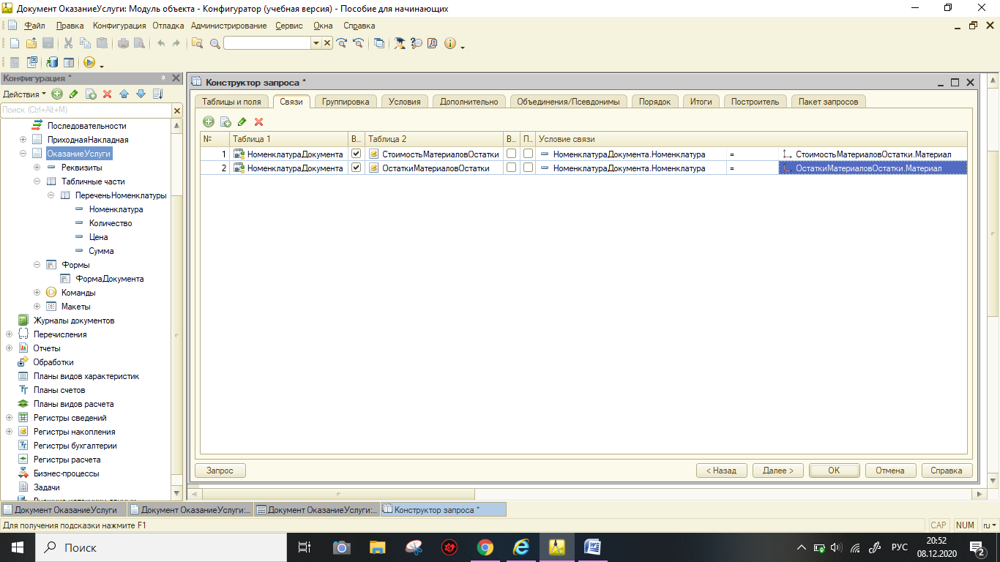 Документ ОказаниеУслуги: Модуль объекта - Конфигуратор (учебная версия) - Пособие для начинающих
Файл Правка Конфигурация Отладка Администрирование Сервис Окна Справка
Конфигурация *
Действия
Поиск (Ctrl+Alt+M)
Последовательности
ПриходнаяНакладная
ОказаниеУслуги
Реквизиты
Табличные части
ПереченьНоменклатуры
Номенклатура
Количество
Цена
Сумма
Формы
ФормаДокумента
Команды
Макеты
Журналы документов
Перечисления
Отчеты
Обработки
Планы видов характеристик
Планы счетов
Планы видов расчета
Регистры сведений
Регистры накопления
Регистры бухгалтерии
Регистры расчета
Бизнес-процессы
Задачи
Конструктор запроса *
Таблицы и поля Связи Группировка Условия Дополнительно Объединения/Псевдонимы Порядок Итоги Построитель Пакет запросов
№ Таблица 1 В... Таблица 2 В... П... Условие связи
1 НоменклатураДокумента СтоимостьМатериаловОстатки НоменклатураДокумента.Номенклатура = СтоимостьМатериаловОстатки.Материал
2 НоменклатураДокумента ОстаткиМатериаловОстатки НоменклатураДокумента.Номенклатура = ОстаткиМатериаловОстатки.Материал
Запрос < Назад Далее > ОК Отмена Справка
Документ ОказаниеУслуги Документ ОказаниеУслуги:... Документ ОказаниеУслуги:... Конструктор запроса *
Для получения подсказки нажмите F1 CAP NUM ru
Поиск РУС 20:52
08.12.2020 2